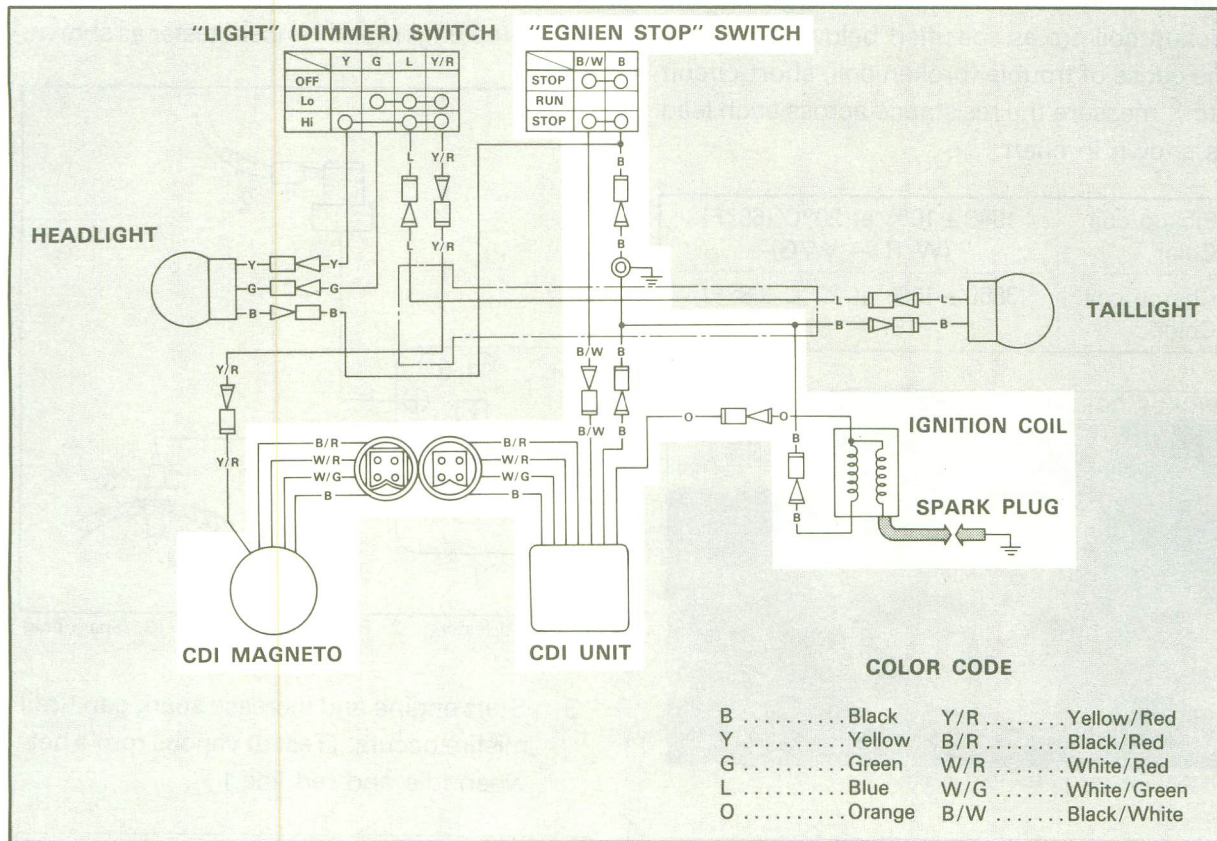 "LIGHT" (DIMMER) SWITCH
Y G L Y/R
OFF
Lo
Hi
"EGNIEN STOP" SWITCH
B/W B
STOP
RUN
STOP
L Y/R
B
L Y/R
B
HEADLIGHT
Y Y
G G
B B
L L
B B
TAILLIGHT
Y/R
Y/R
B/W
B/W
B
B
O O
B
B
IGNITION COIL
SPARK PLUG
B/R
W/R
W/G
B
B/R
W/R
W/G
B
CDI MAGNETO
CDI UNIT
COLOR CODE
B .......... Black
Y .......... Yellow
G .......... Green
L .......... Blue
O .......... Orange
Y/R ....... Yellow/Red
B/R ....... Black/Red
W/R ....... White/Red
W/G ....... White/Green
B/W ....... Black/White